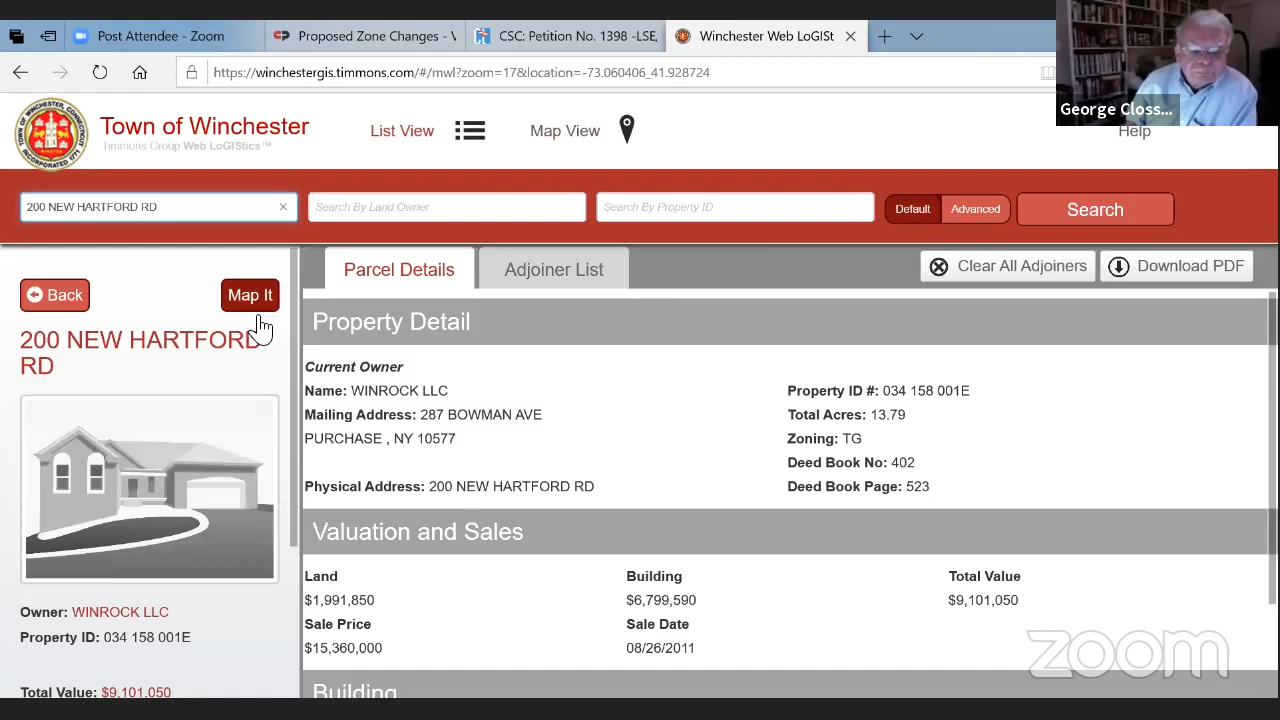 Post Attendee - Zoom
Proposed Zone Changes - \
CSC: Petition No. 1398 -LSE,
Winchester Web LoGISt
https://winchestergis.timmons.com/#/mwl?zoom=17&location=-73.060406_41.928724
George Closs...
Town of Winchester
Timmons Group Web LoGIStics™
List View
Map View
Help
200 NEW HARTFORD RD
Search By Land Owner
Search By Property ID
Default
Advanced
Search
Back
Map It
Parcel Details
Adjoiner List
Clear All Adjoiners
Download PDF
200 NEW HARTFORD
RD
Owner: WINROCK LLC
Property ID: 034 158 001E
Total Value: $9,101,050
Property Detail
Current Owner
Name: WINROCK LLC
Property ID #: 034 158 001E
Mailing Address: 287 BOWMAN AVE
Total Acres: 13.79
PURCHASE , NY 10577
Zoning: TG
Deed Book No: 402
Physical Address: 200 NEW HARTFORD RD
Deed Book Page: 523
Valuation and Sales
Land
Building
Total Value
$1,991,850
$6,799,590
$9,101,050
Sale Price
Sale Date
$15,360,000
08/26/2011
Building
zoom